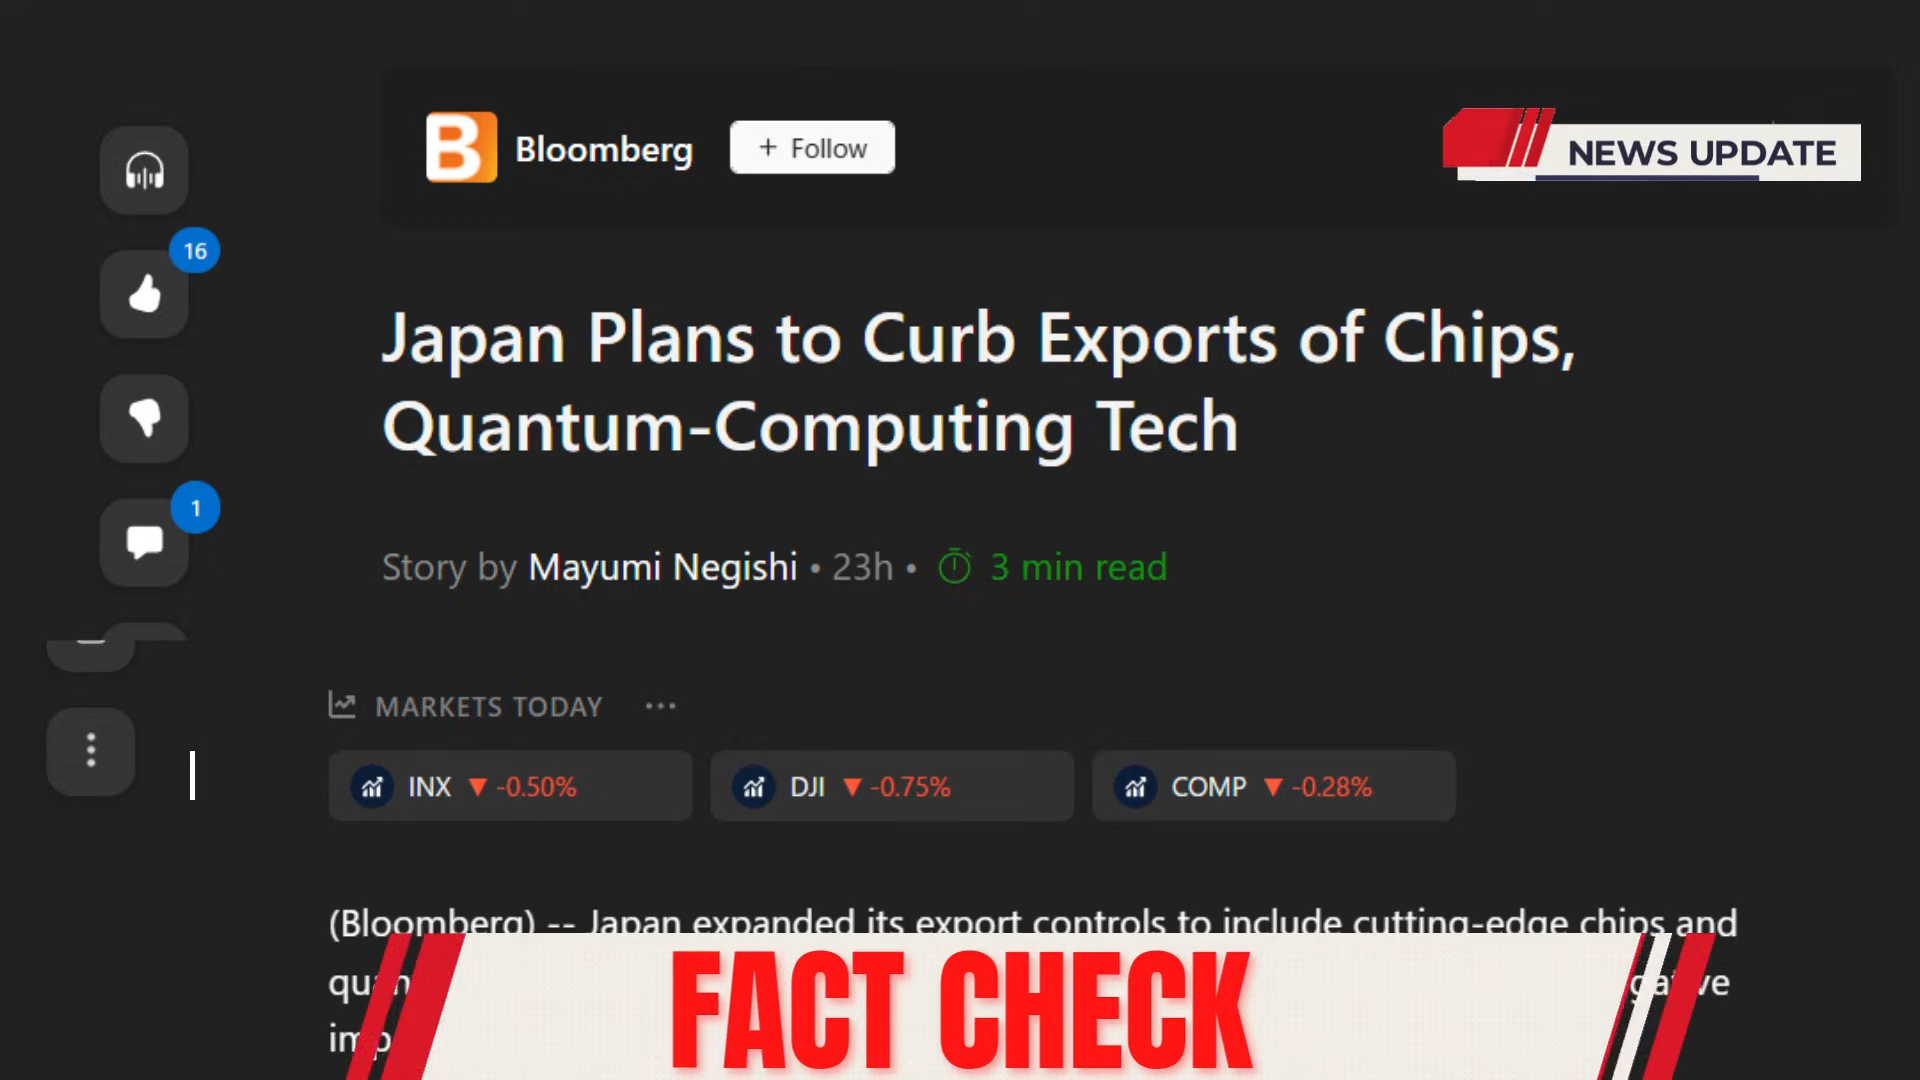 B Bloomberg + Follow
NEWS UPDATE
16
Japan Plans to Curb Exports of Chips,
Quantum-Computing Tech
1
Story by Mayumi Negishi • 23h • 3 min read
MARKETS TODAY ...
INX ▼ -0.50% DJI ▼ -0.75% COMP ▼ -0.28%
(Bloomberg) -- Japan expanded its export controls to include cutting-edge chips and
FACT CHECK